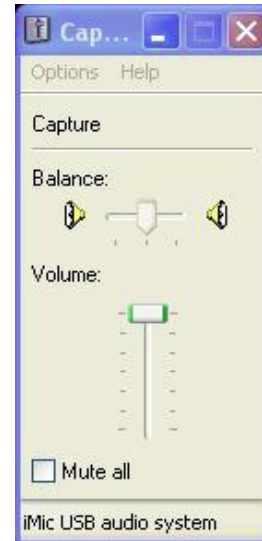 Cap...
Options Help
Capture
Balance:
Volume:
Mute all
iMic USB audio system